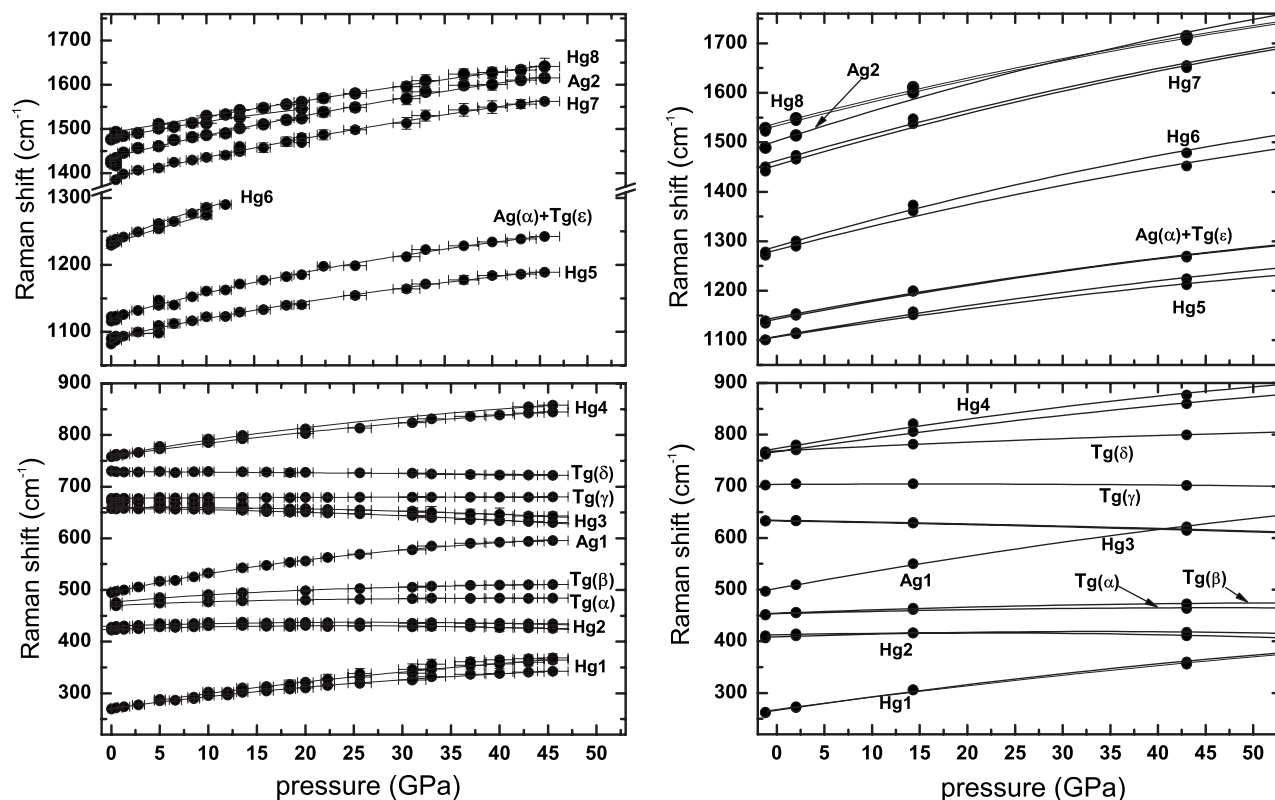 Raman shift (cm⁻¹)
1700
1600
1500
1400
1300
1200
1100
Hg8
Ag2
Hg7
Hg6
Ag(α)+Tg(ε)
Hg5
Raman shift (cm⁻¹)
900
800
700
600
500
400
300
Hg4
Tg(δ)
Tg(γ)
Hg3
Ag1
Tg(β)
Tg(α)
Hg2
Hg1
0 5 10 15 20 25 30 35 40 45 50
pressure (GPa)
Raman shift (cm⁻¹)
1700
1600
1500
1400
1300
1200
1100
Ag2
Hg8
Hg7
Hg6
Ag(α)+Tg(ε)
Hg5
Raman shift (cm⁻¹)
900
800
700
600
500
400
300
Hg4
Tg(δ)
Tg(γ)
Hg3
Ag1
Tg(α)
Tg(β)
Hg2
Hg1
0 5 10 15 20 25 30 35 40 45 50
pressure (GPa)